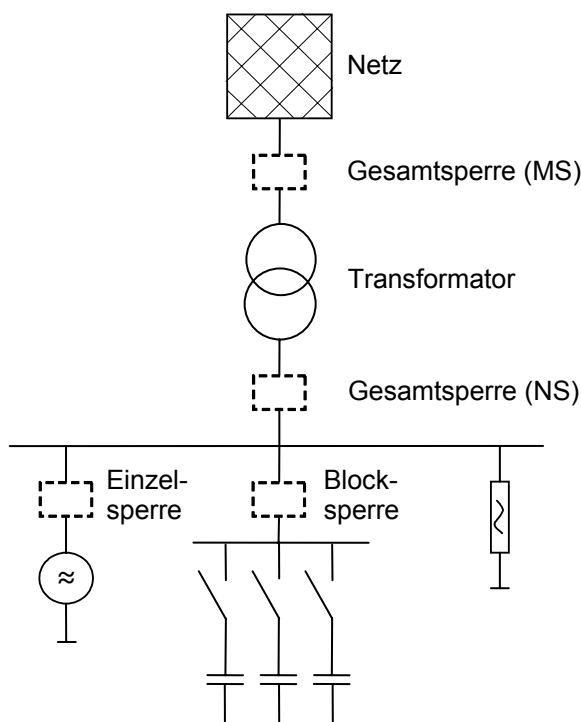 Netz
Gesamtsperre (MS)
Transformator
Gesamtsperre (NS)
Einzel-
sperre
Block-
sperre
≈